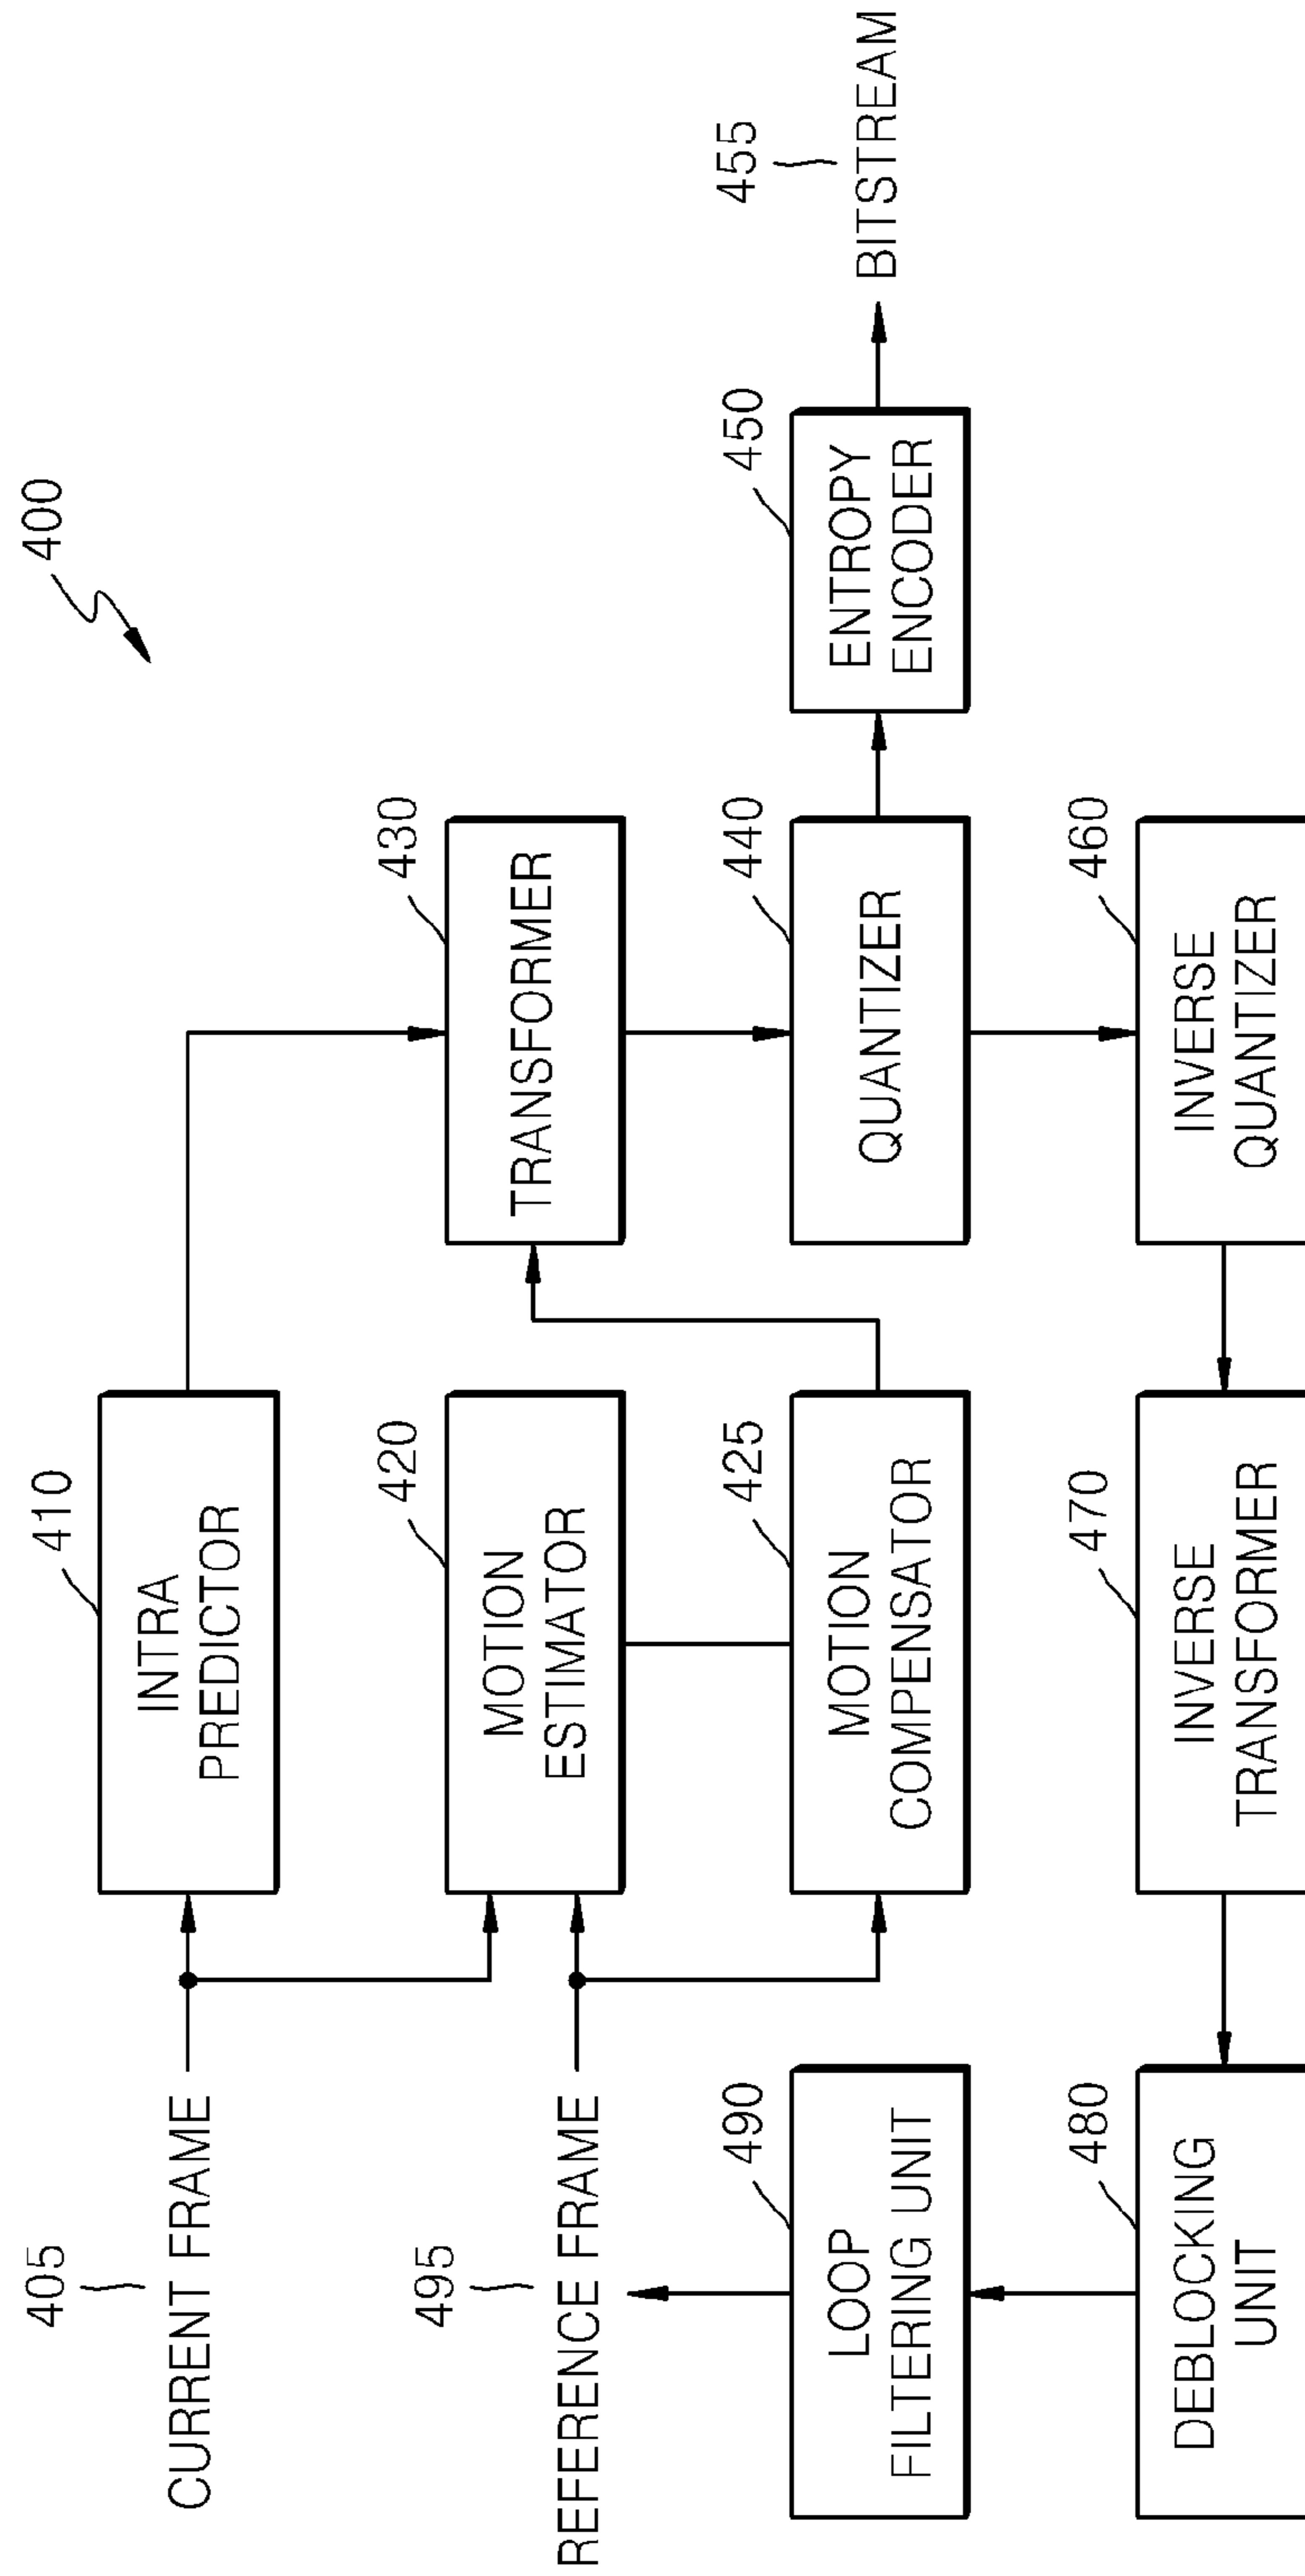 400
405
CURRENT FRAME
410
INTRA
PREDICTOR
495
REFERENCE FRAME
420
MOTION
ESTIMATOR
430
TRANSFORMER
490
LOOP
FILTERING UNIT
425
MOTION
COMPENSATOR
440
QUANTIZER
450
ENTROPY
ENCODER
455
BITSTREAM
480
DEBLOCKING
UNIT
470
INVERSE
TRANSFORMER
460
INVERSE
QUANTIZER